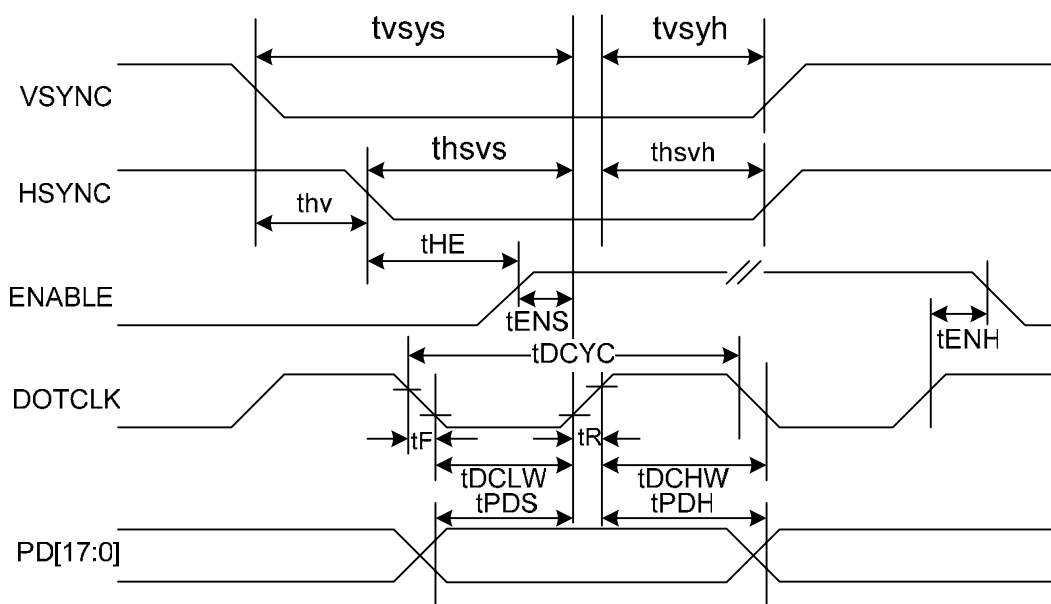 tvsys
tvsyh
VSYNC
thsvs
thsvh
HSYNC
thv
tHE
ENABLE
tENS
tENH
tDCYC
DOTCLK
tF
tR
tDCLW
tDCHW
tPDS
tPDH
PD[17:0]